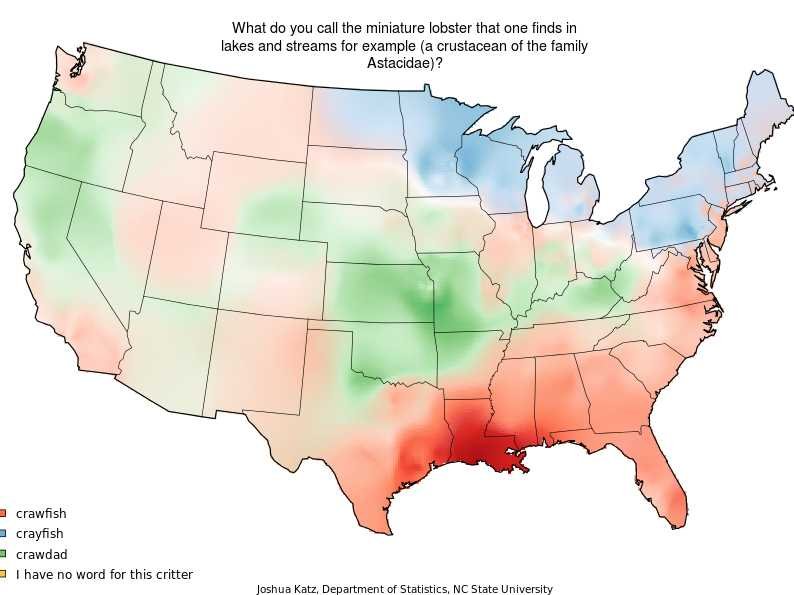 What do you call the miniature lobster that one finds in
lakes and streams for example (a crustacean of the family
Astacidae)?
crawfish
crayfish
crawdad
I have no word for this critter
Joshua Katz, Department of Statistics, NC State University